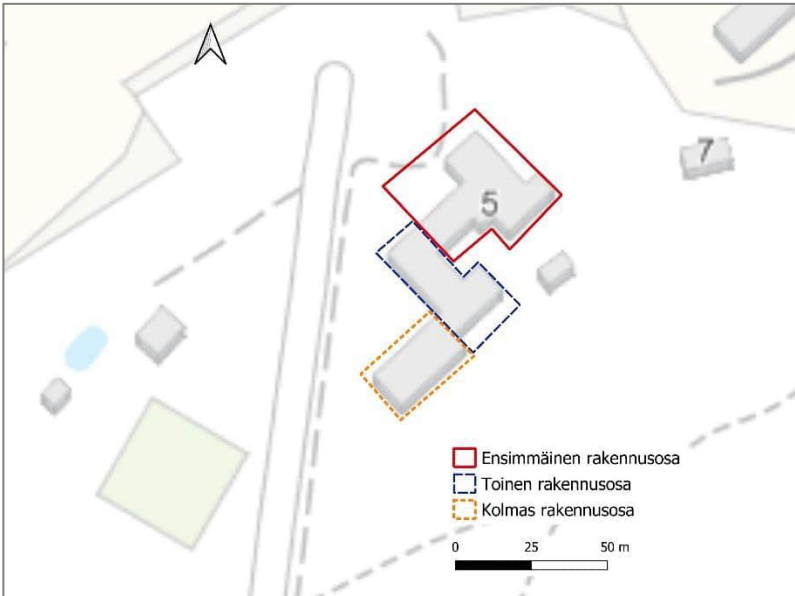 7
5
Ensimmäinen rakennusosa
Toinen rakennusosa
Kolmas rakennusosa
0 25 50 m